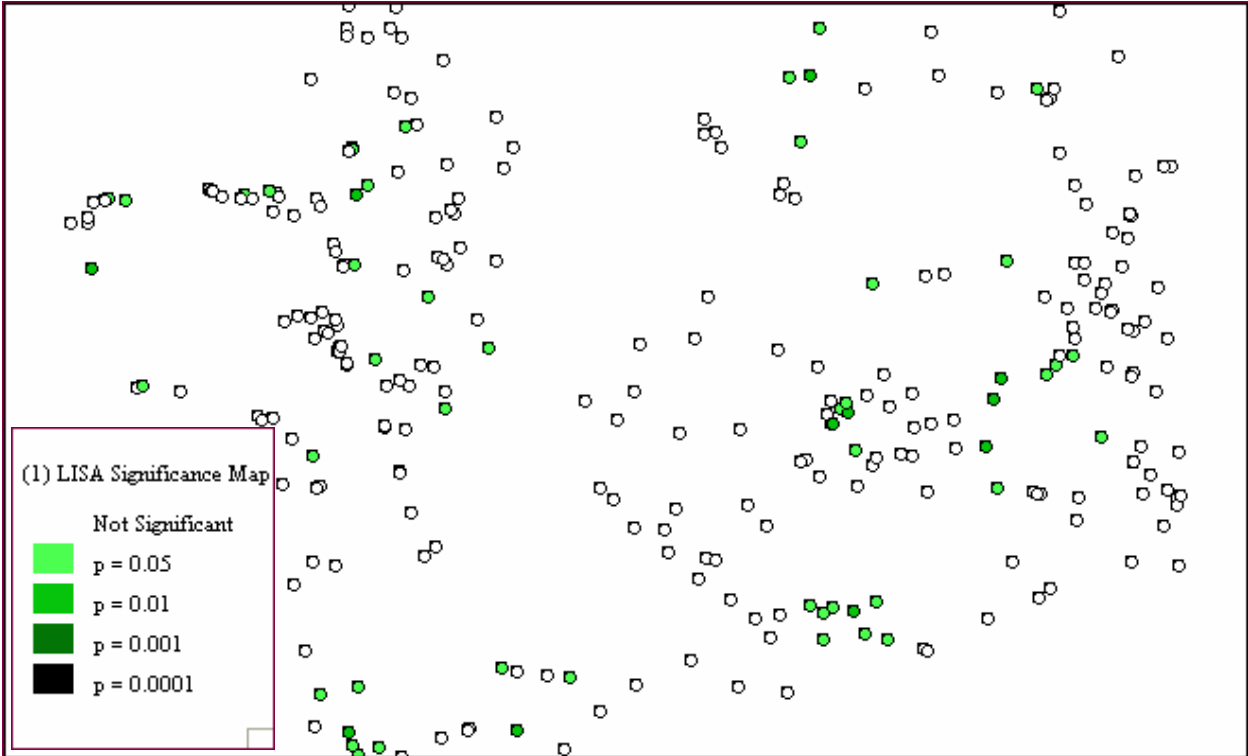 (1) LISA Significance Map
Not Significant
p = 0.05
p = 0.01
p = 0.001
p = 0.0001